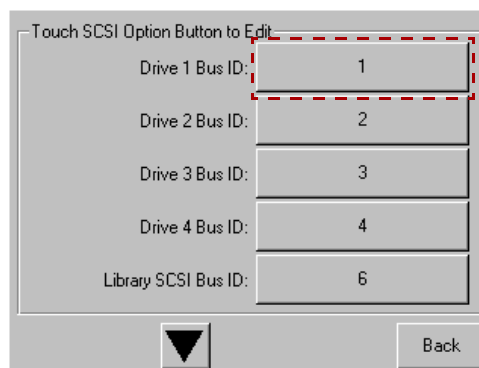 Touch SCSI Option Button to Edit
Drive 1 Bus ID: 1
Drive 2 Bus ID: 2
Drive 3 Bus ID: 3
Drive 4 Bus ID: 4
Library SCSI Bus ID: 6
Back